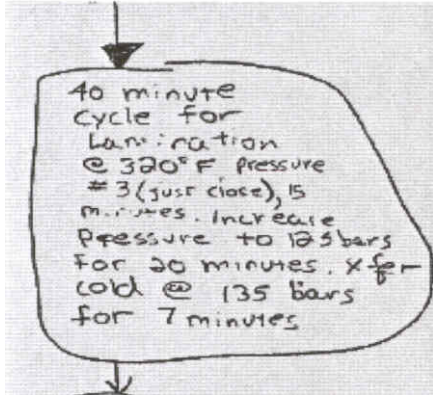 40 minute
cycle for
Lamination
@ 320°F pressure
#3 (just close), 15
minutes. Increase
Pressure to 125 bars
For 20 minutes. Xfer
cold @ 135 bars
for 7 minutes